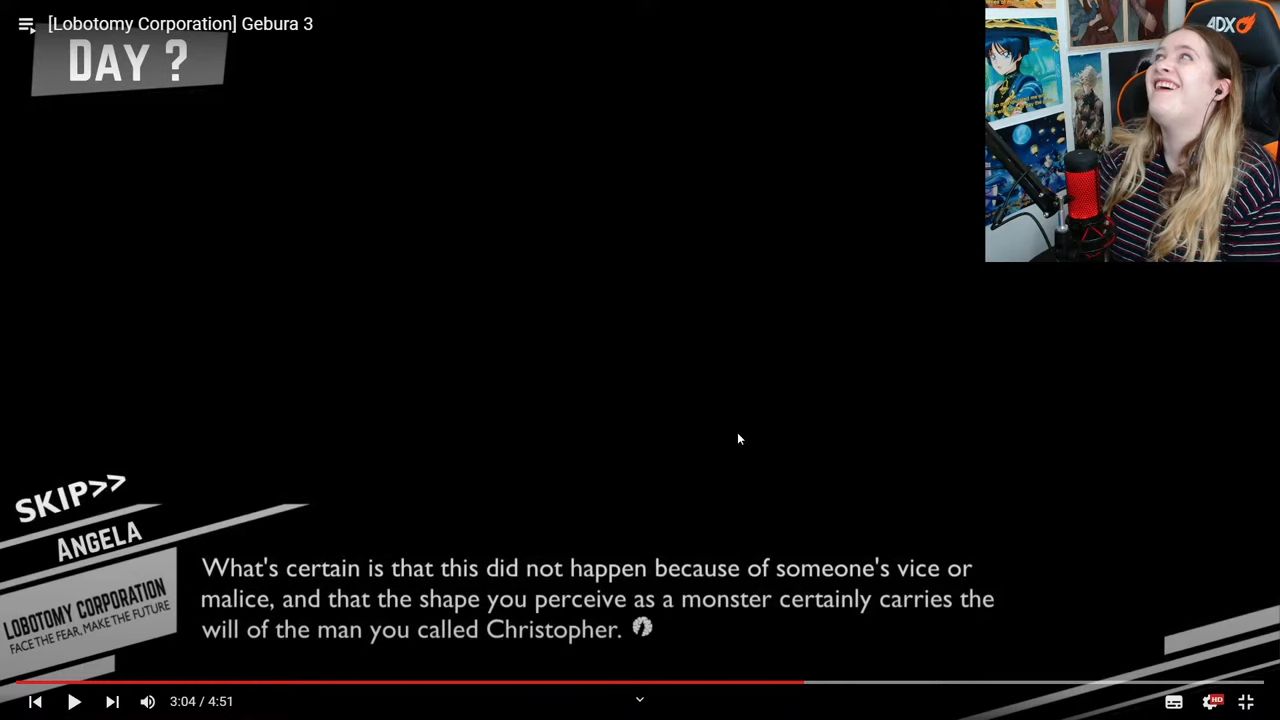 [Lobotomy Corporation] Gebura 3
DAY ?
ADX
SKIP>>
ANGELA
LOBOTOMY CORPORATION
FACE THE FEAR, MAKE THE FUTURE
What's certain is that this did not happen because of someone's vice or
malice, and that the shape you perceive as a monster certainly carries the
will of the man you called Christopher.
3:04 / 4:51
HD